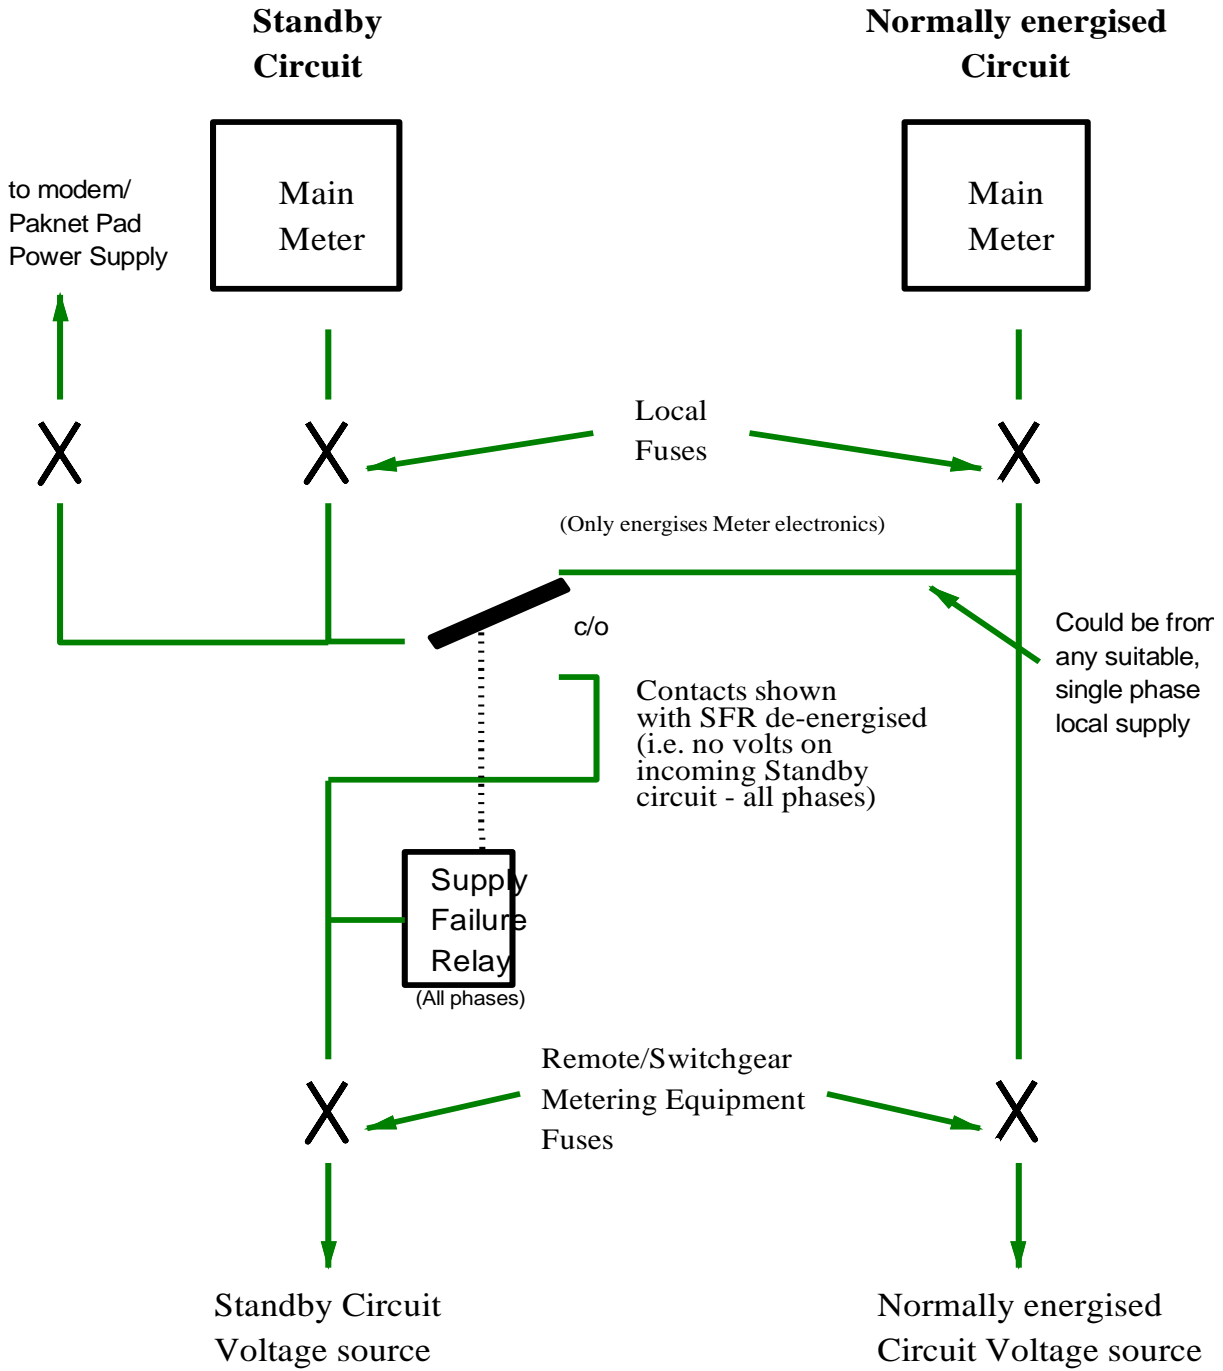 Standby
Circuit
Normally energised
Circuit
to modem/
Paknet Pad
Power Supply
Main
Meter
Main
Meter
Local
Fuses
(Only energises Meter electronics)
c/o
Could be from
any suitable,
single phase
local supply
Contacts shown
with SFR de-energised
(i.e. no volts on
incoming Standby
circuit - all phases)
Supply
Failure
Relay
(All phases)
Remote/Switchgear
Metering Equipment
Fuses
Standby Circuit
Voltage source
Normally energised
Circuit Voltage source